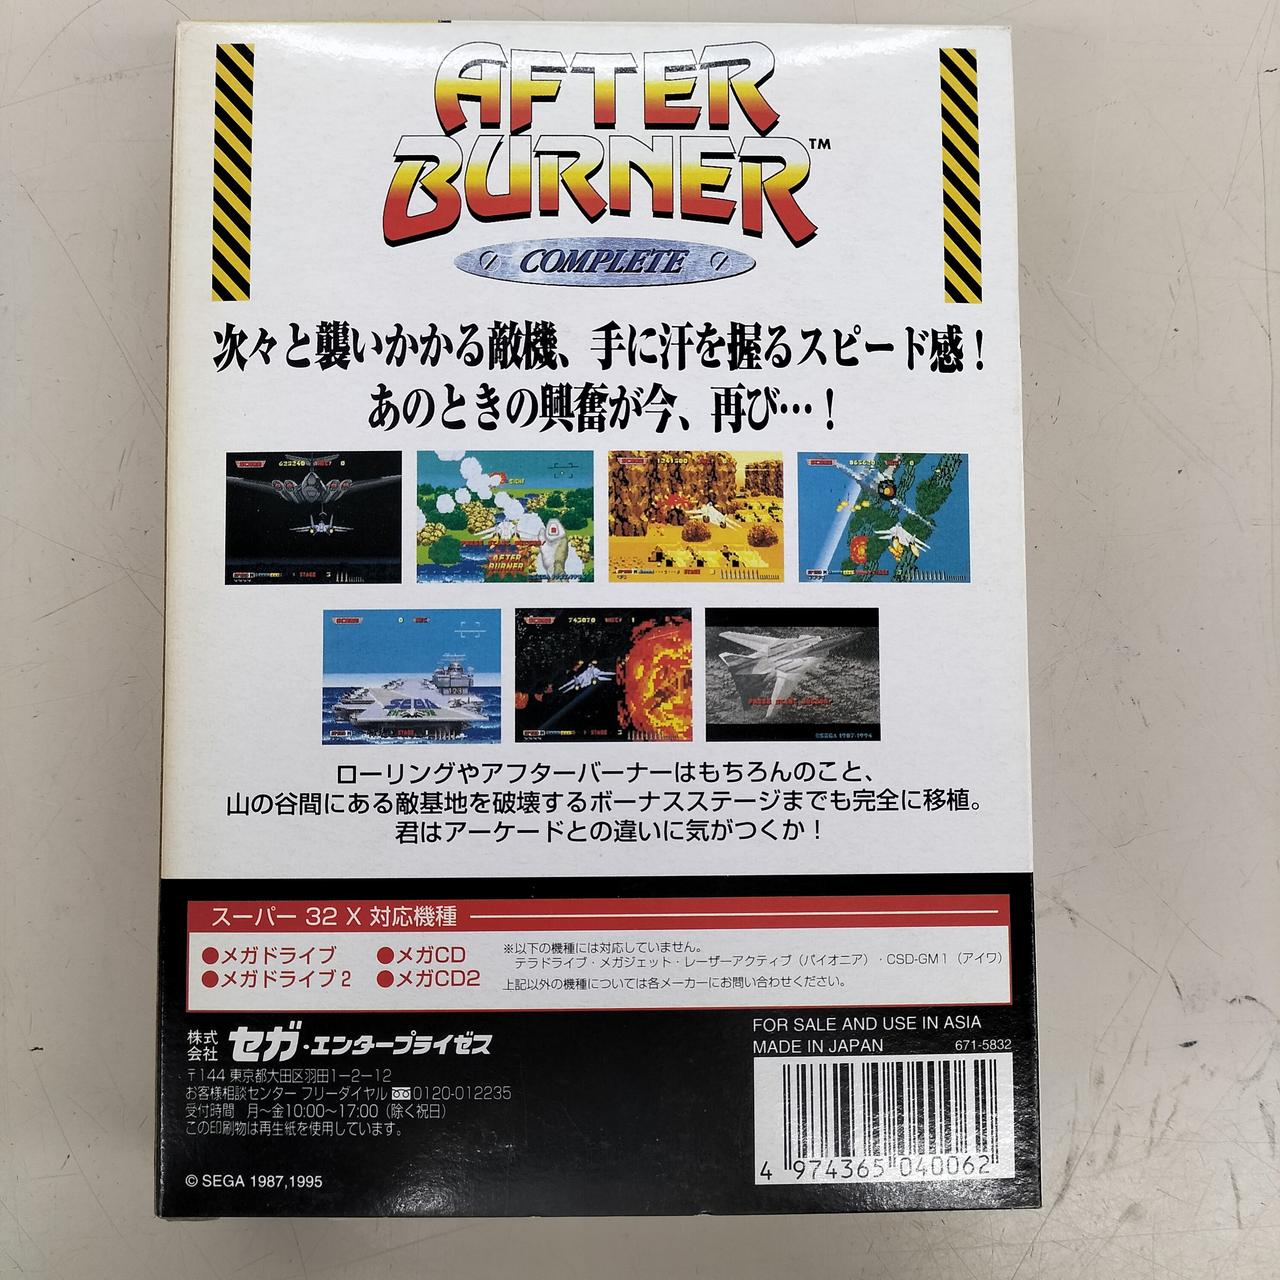 AFTER
BURNER™
COMPLETE
次々と襲いかかる敵機、手に汗を握るスピード感！
あのときの興奮が今、再び…！
ローリングやアフターバーナーはもちろんのこと、
山の谷間にある敵基地を破壊するボーナスステージまでも完全に移植。
君はアーケードとの違いに気がつくか！
スーパー 32 X 対応機種
●メガドライブ ●メガCD
●メガドライブ 2 ●メガCD2
※以下の機種には対応していません。
テラドライブ・メガジェット・レーザーアクティブ（パイオニア）・CSD-GM1（アイワ）
上記以外の機種については各メーカーにお問い合わせください。
株式会社 セガ・エンタープライゼス
〒144 東京都大田区羽田1－2－12
お客様相談センター フリーダイヤル 0120-012235
受付時間 月～金10:00～17:00（除く祝日）
この印刷物は再生紙を使用しています。
© SEGA 1987,1995
FOR SALE AND USE IN ASIA
MADE IN JAPAN 671-5832
4 974365 040062